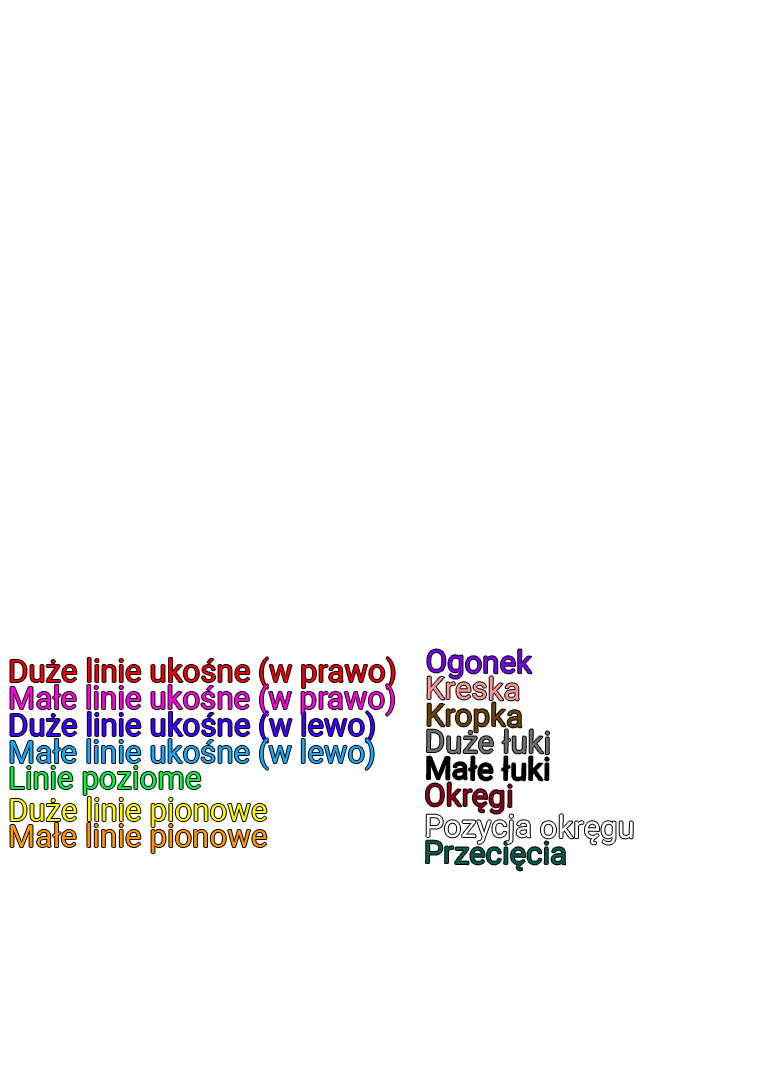 Duże linie ukośne (w prawo)
Małe linie ukośne (w prawo)
Duże linie ukośne (w lewo)
Małe linie ukośne (w lewo)
Linie poziome
Duże linie pionowe
Małe linie pionowe
Ogonek
Kreska
Kropka
Duże łuki
Małe łuki
Okręgi
Pozycja okręgu
Przecięcia